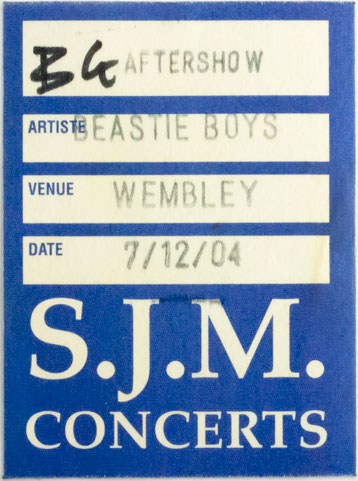 BG AFTERSHOW
ARTISTE BEASTIE BOYS
VENUE WEMBLEY
DATE 7/12/04
S.J.M.
CONCERTS